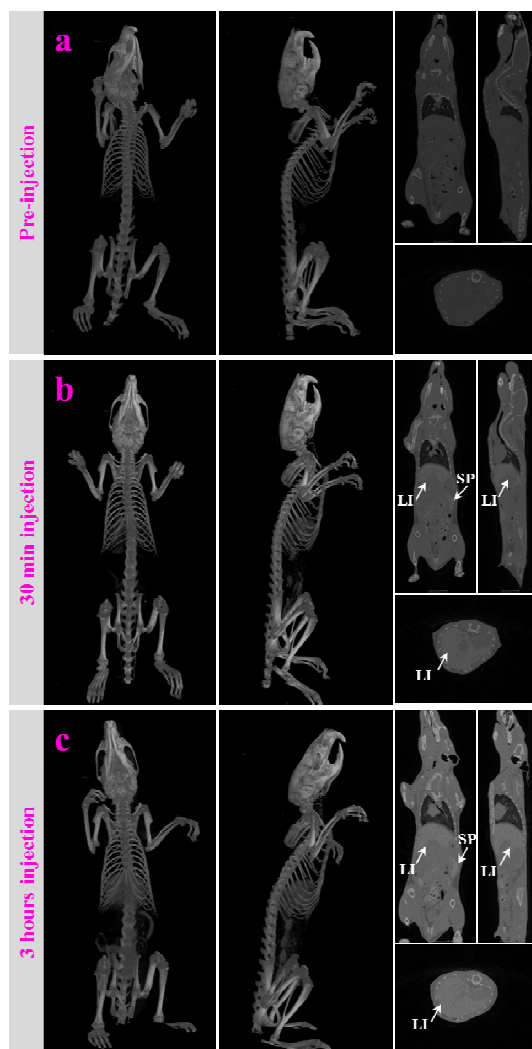 a
Pre-injection
b
30 min injection
LI
SP
LI
LI
c
3 hours injection
LI
SP
LI
LI